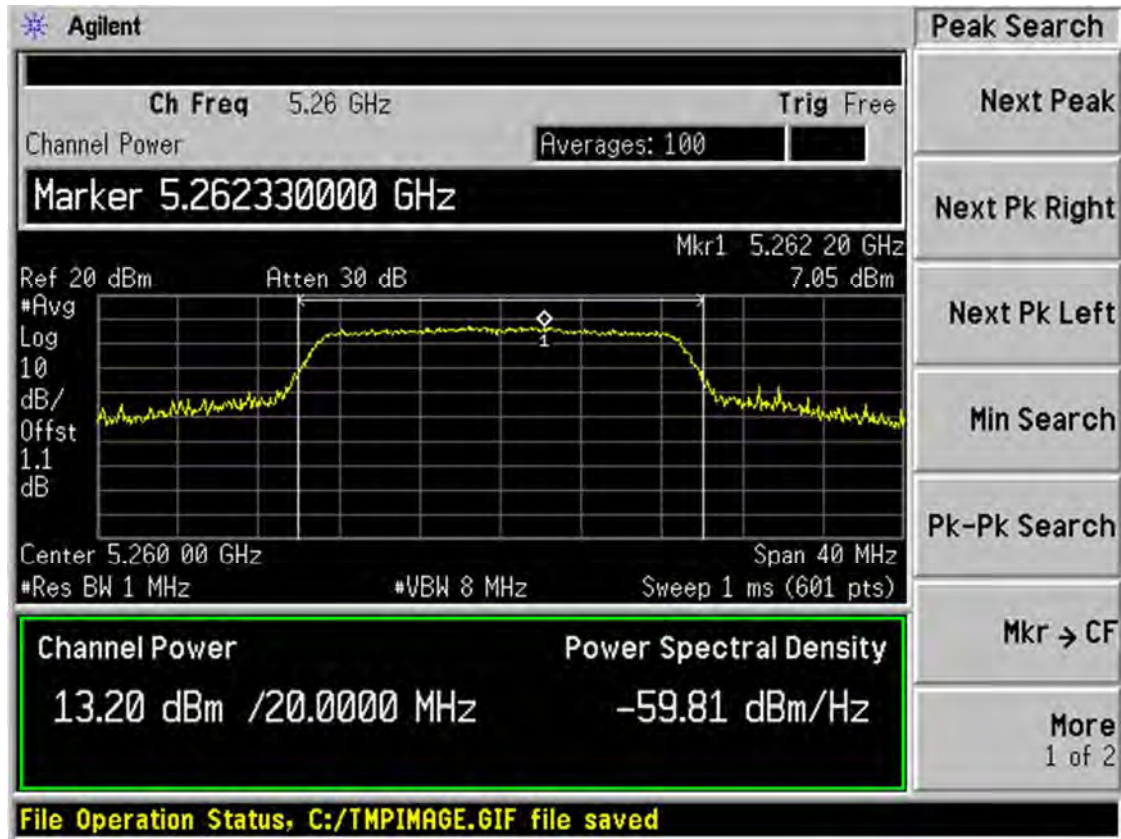 Agilent
Peak Search
Ch Freq 5.26 GHz
Trig Free
Channel Power
Averages: 100
Marker 5.262330000 GHz
Mkr1 5.262 20 GHz
Ref 20 dBm
Atten 30 dB
7.05 dBm
#Avg
Log
10
dB/
Offst
1.1
dB
1
Center 5.260 00 GHz
Span 40 MHz
#Res BW 1 MHz
#VBW 8 MHz
Sweep 1 ms (601 pts)
Channel Power
Power Spectral Density
13.20 dBm /20.0000 MHz
-59.81 dBm/Hz
File Operation Status, C:/TMPIMAGE.GIF file saved
Next Peak
Next Pk Right
Next Pk Left
Min Search
Pk-Pk Search
Mkr → CF
More
1 of 2